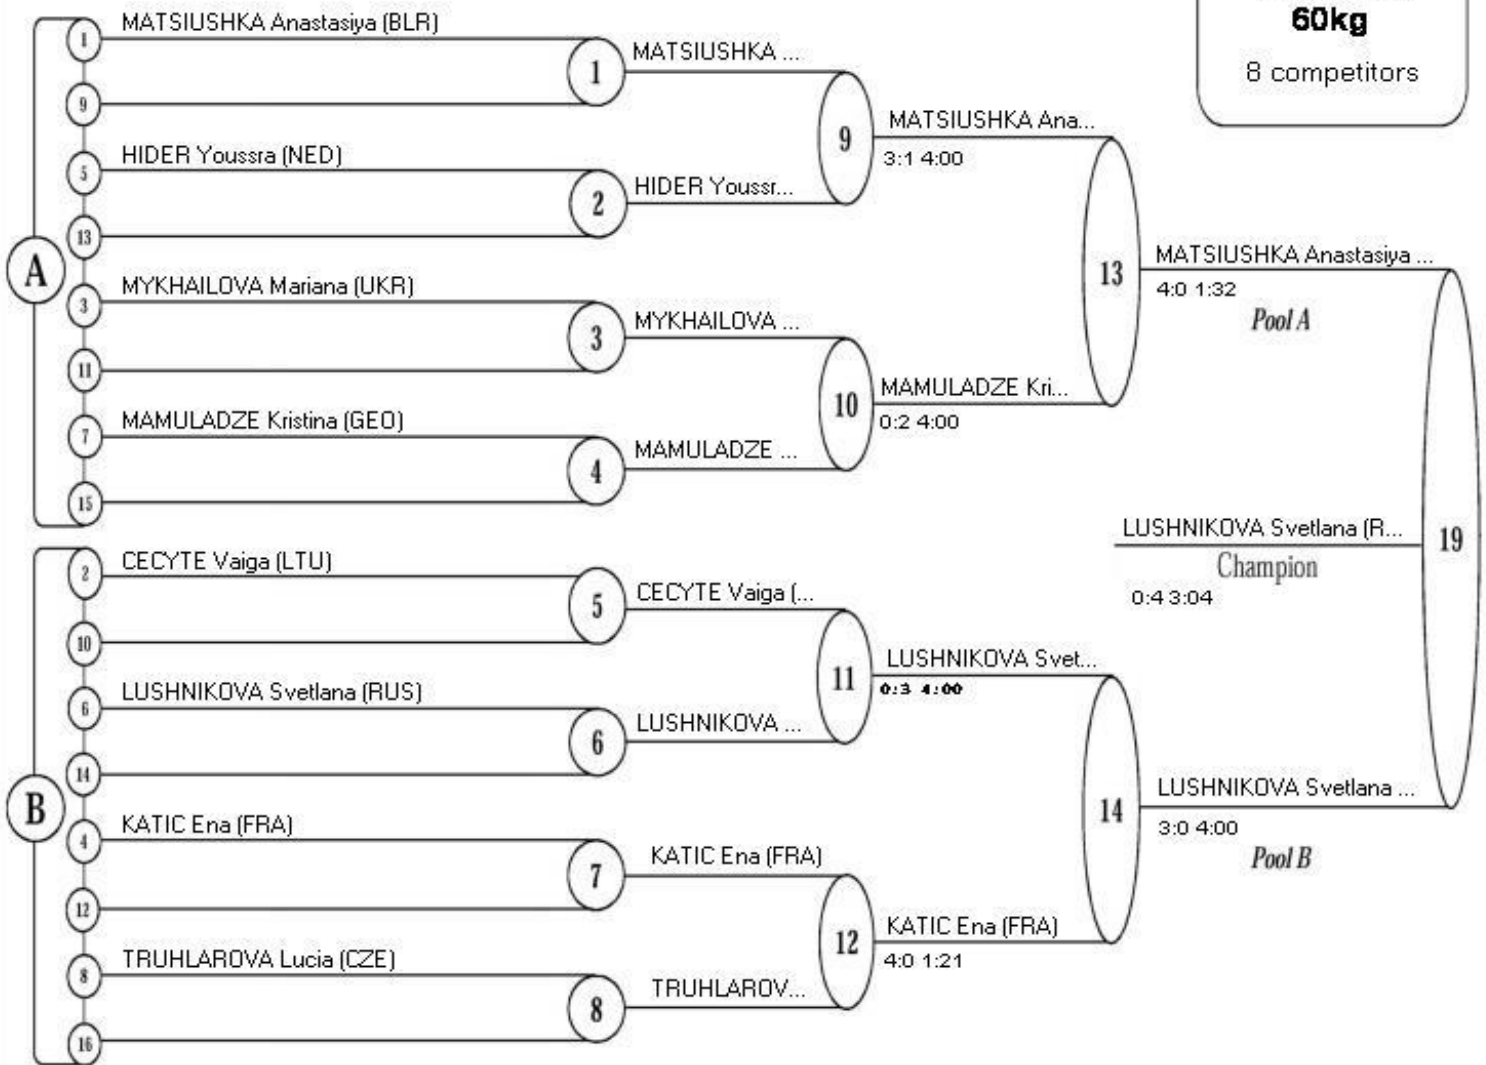 60kg
8 competitors
A
1
MATSIUSHKA Anastasiya (BLR)
9
1
MATSIUSHKA ...
5
HIDER Youssra (NED)
13
2
HIDER Youssr...
9
MATSIUSHKA Ana...
3:1 4:00
3
MYKHAILOVA Mariana (UKR)
11
3
MYKHAILOVA ...
7
MAMULADZE Kristina (GEO)
15
4
MAMULADZE ...
10
MAMULADZE Kri...
0:2 4:00
13
MATSIUSHKA Anastasiya ...
4:0 1:32
Pool A
B
2
CECYTE Vaiga (LTU)
10
5
CECYTE Vaiga (...
6
LUSHNIKOVA Svetlana (RUS)
14
6
LUSHNIKOVA ...
11
LUSHNIKOVA Svet...
0:3 4:00
4
KATIC Ena (FRA)
12
7
KATIC Ena (FRA)
8
TRUHLAROVA Lucia (CZE)
16
8
TRUHLAROV...
12
KATIC Ena (FRA)
4:0 1:21
14
LUSHNIKOVA Svetlana ...
3:0 4:00
Pool B
19
LUSHNIKOVA Svetlana (R...
Champion
0:4 3:04